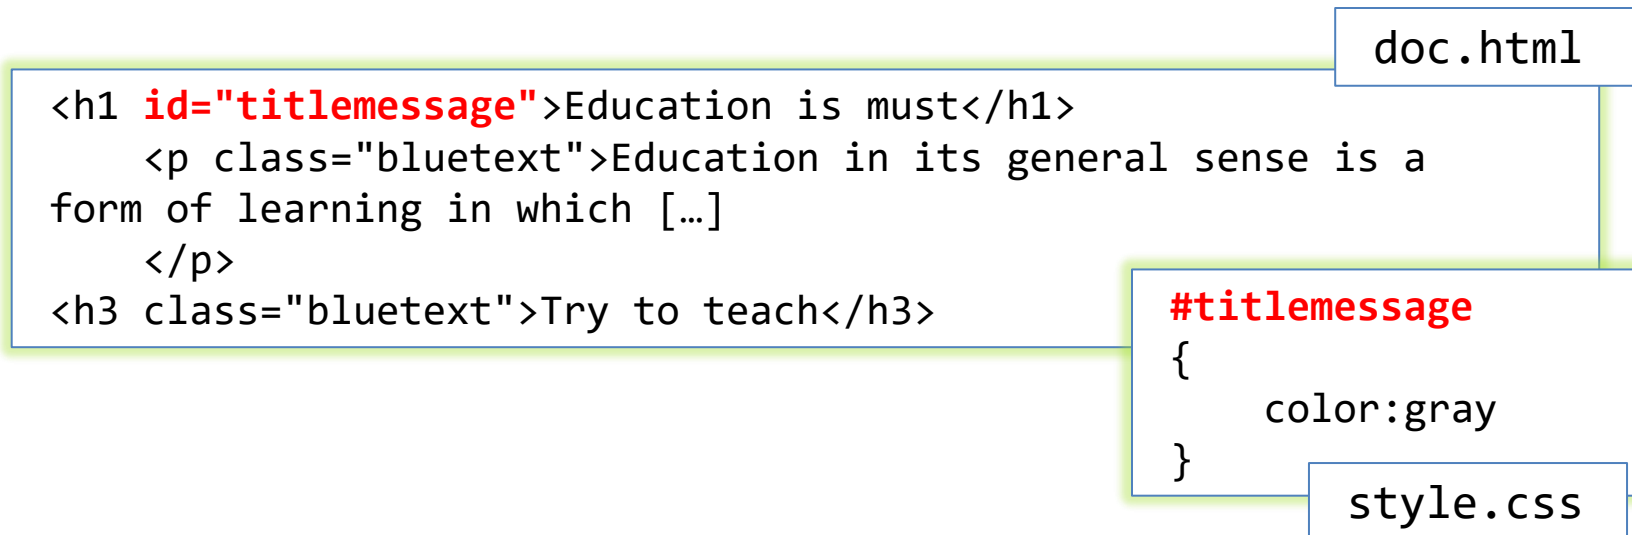 doc.html
<h1 id="titlemessage">Education is must</h1>
    <p class="bluetext">Education in its general sense is a
form of learning in which […]
    </p>
<h3 class="bluetext">Try to teach</h3>
#titlemessage
{
    color:gray
}
style.css